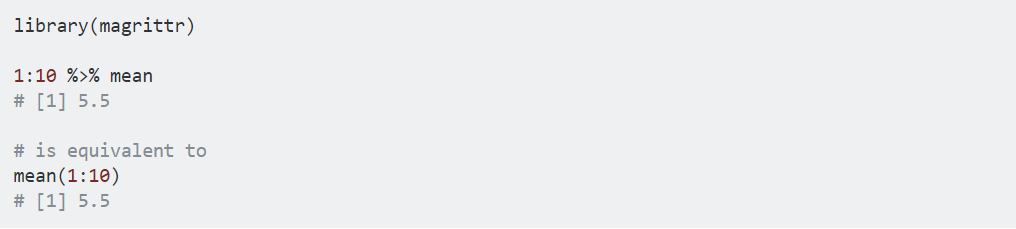 library(magrittr)
1:10 %>% mean
# [1] 5.5
# is equivalent to
mean(1:10)
# [1] 5.5